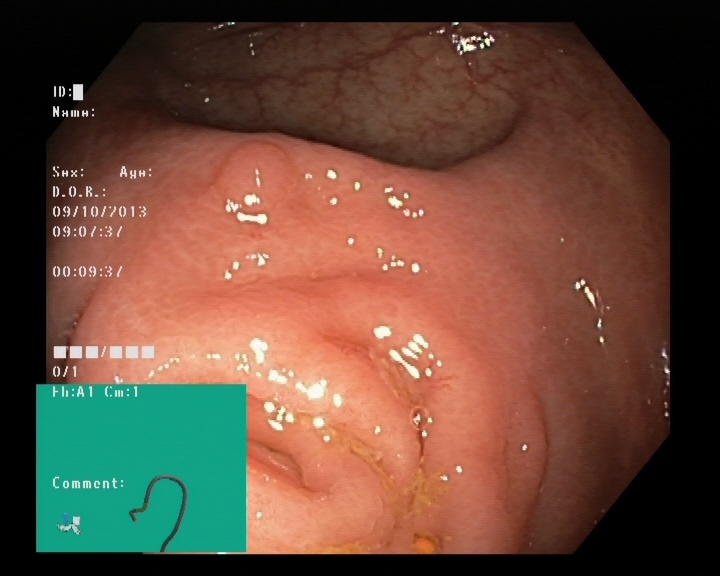 ID:
Name:
Sex: Age:
D.O.R.:
09/10/2013
09:07:37
00:09:37
/
0/1
Eh:A1 Cm:1
Comment: